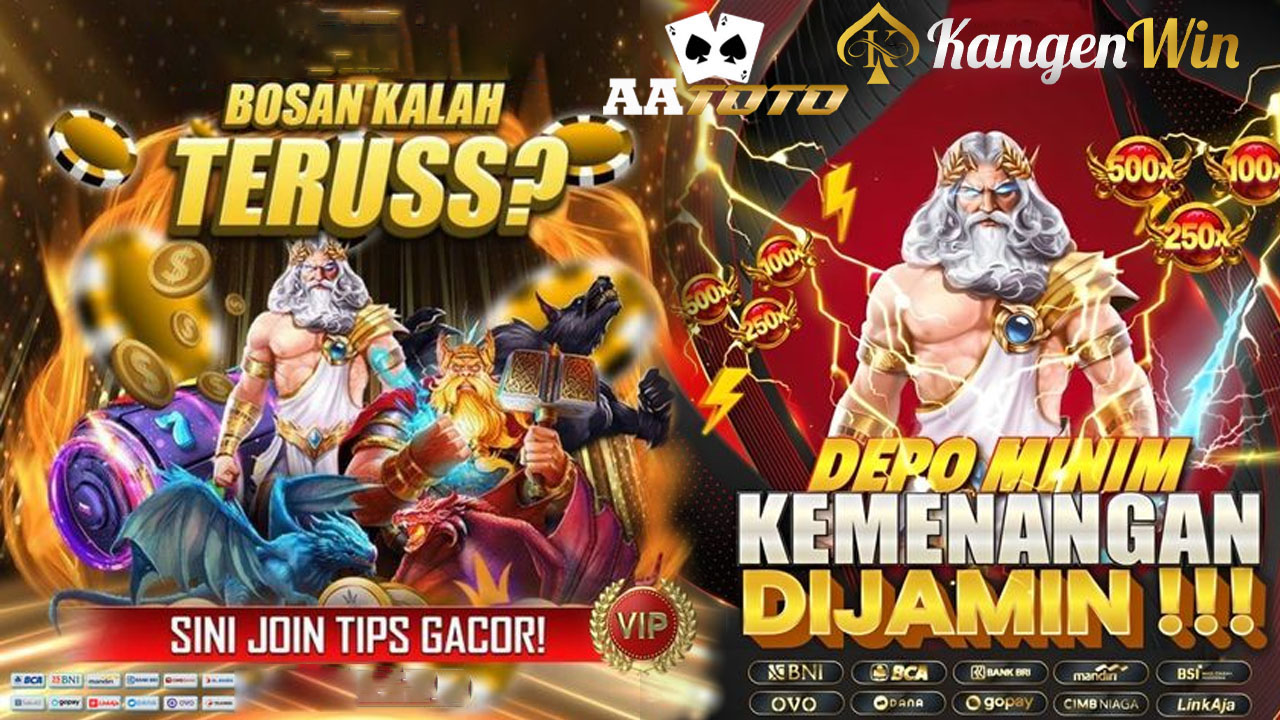 AATOTO
KangenWin
BOSAN KALAH
TERUSS?
500x
100x
250x
100x
500x
250x
7
DEPO MINIM
KEMENANGAN
DIJAMIN !!!
SINI JOIN TIPS GACOR!
VIP
BCA BNI mandiri BANK BRI CIMB NIAGA
gopay LinkAja DANA OVO
BNI BCA BANK BRI mandiri BSI
OVO DANA gopay CIMB NIAGA LinkAja